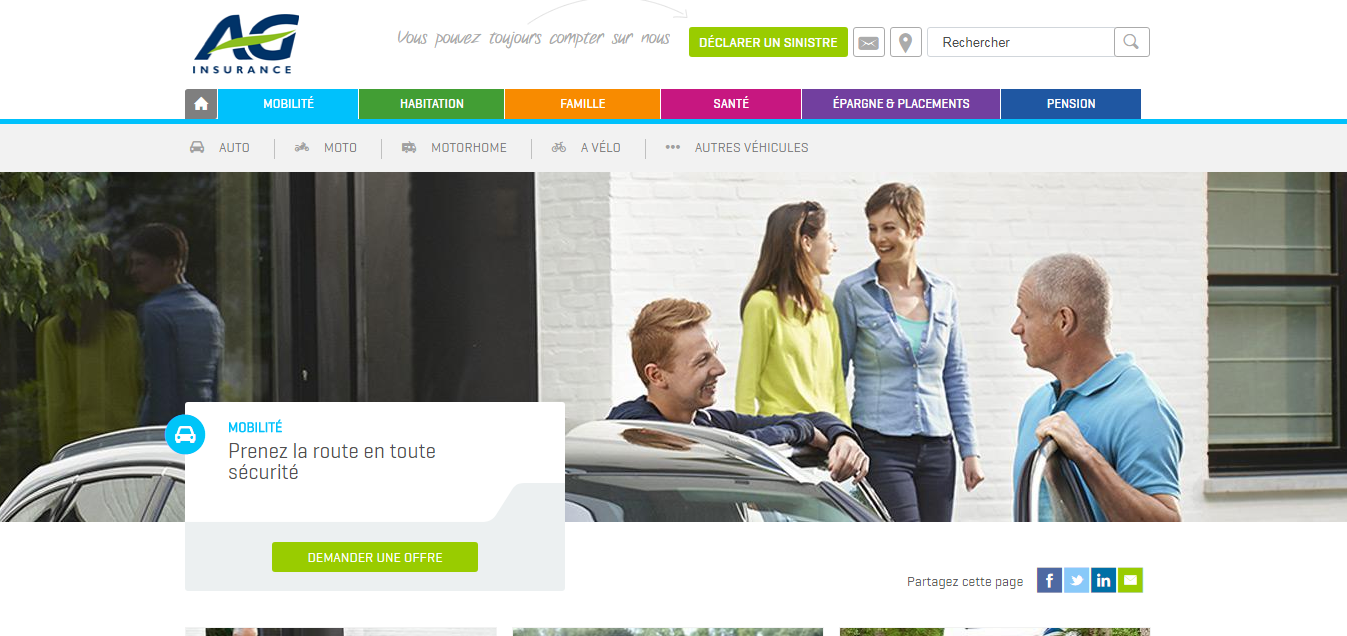 AG
INSURANCE
Vous pouvez toujours compter sur nous
DÉCLARER UN SINISTRE
Rechercher
MOBILITÉ
HABITATION
FAMILLE
SANTÉ
ÉPARGNE & PLACEMENTS
PENSION
AUTO
MOTO
MOTORHOME
A VÉLO
AUTRES VÉHICULES
MOBILITÉ
Prenez la route en toute
sécurité
DEMANDER UNE OFFRE
Partagez cette page